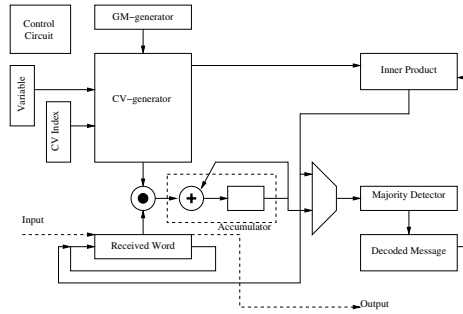 Control
Circuit
GM-generator
Variable
CV Index
CV-generator
Inner Product
Accumulator
Majority Detector
Input
Received Word
Decoded Message
Output